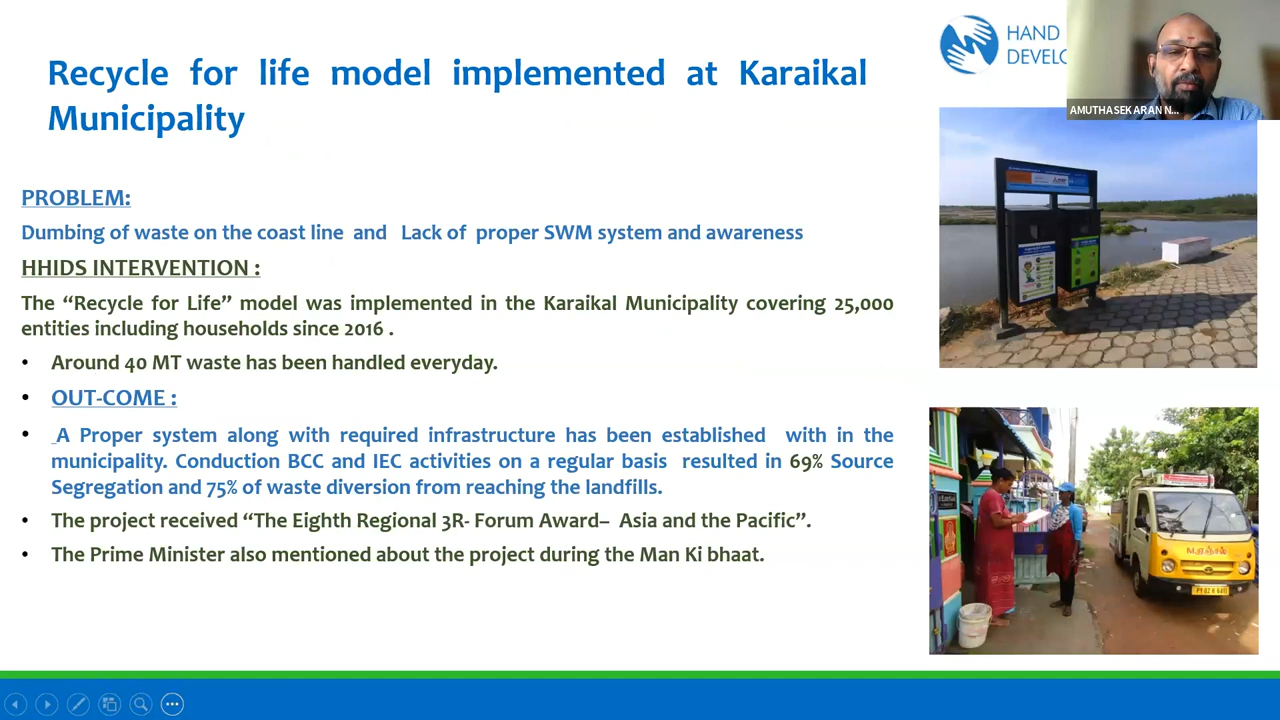 HAND
DEVELO
AMUTHASEKARAN N...
Recycle for life model implemented at Karaikal
Municipality
PROBLEM:
Dumbing of waste on the coast line and Lack of proper SWM system and awareness
HHIDS INTERVENTION :
The “Recycle for Life” model was implemented in the Karaikal Municipality covering 25,000
entities including households since 2016 .
• Around 40 MT waste has been handled everyday.
• OUT-COME :
• A Proper system along with required infrastructure has been established with in the
municipality. Conduction BCC and IEC activities on a regular basis resulted in 69% Source
Segregation and 75% of waste diversion from reaching the landfills.
• The project received “The Eighth Regional 3R- Forum Award– Asia and the Pacific”.
• The Prime Minister also mentioned about the project during the Man Ki bhaat.